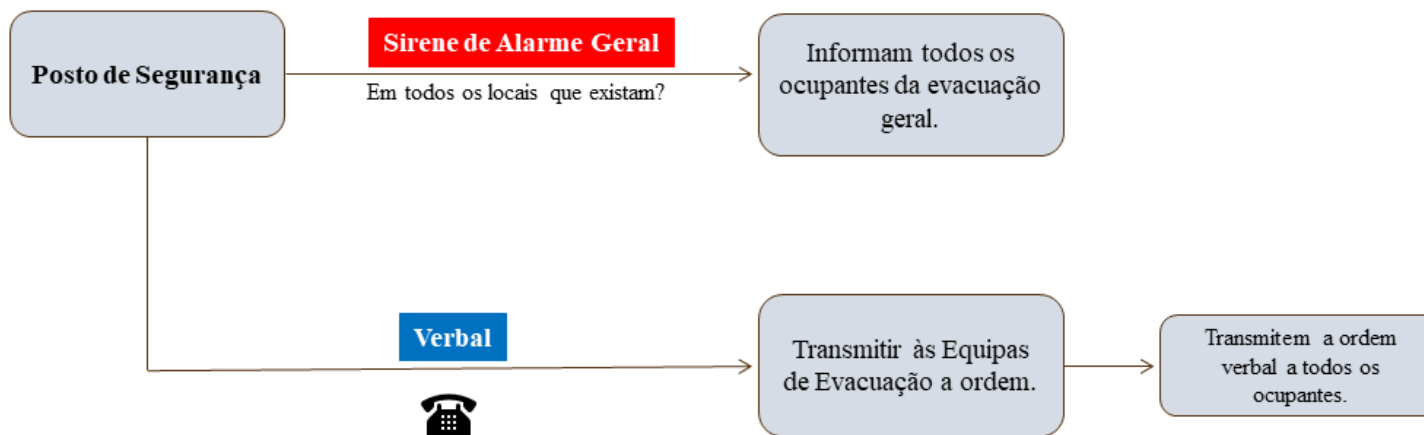 Posto de Segurança
Sirene de Alarme Geral
Em todos os locais que existam?
Informam todos os
ocupantes da evacuação
geral.
Verbal
Transmitir às Equipas
de Evacuação a ordem.
Transmitem a ordem
verbal a todos os
ocupantes.